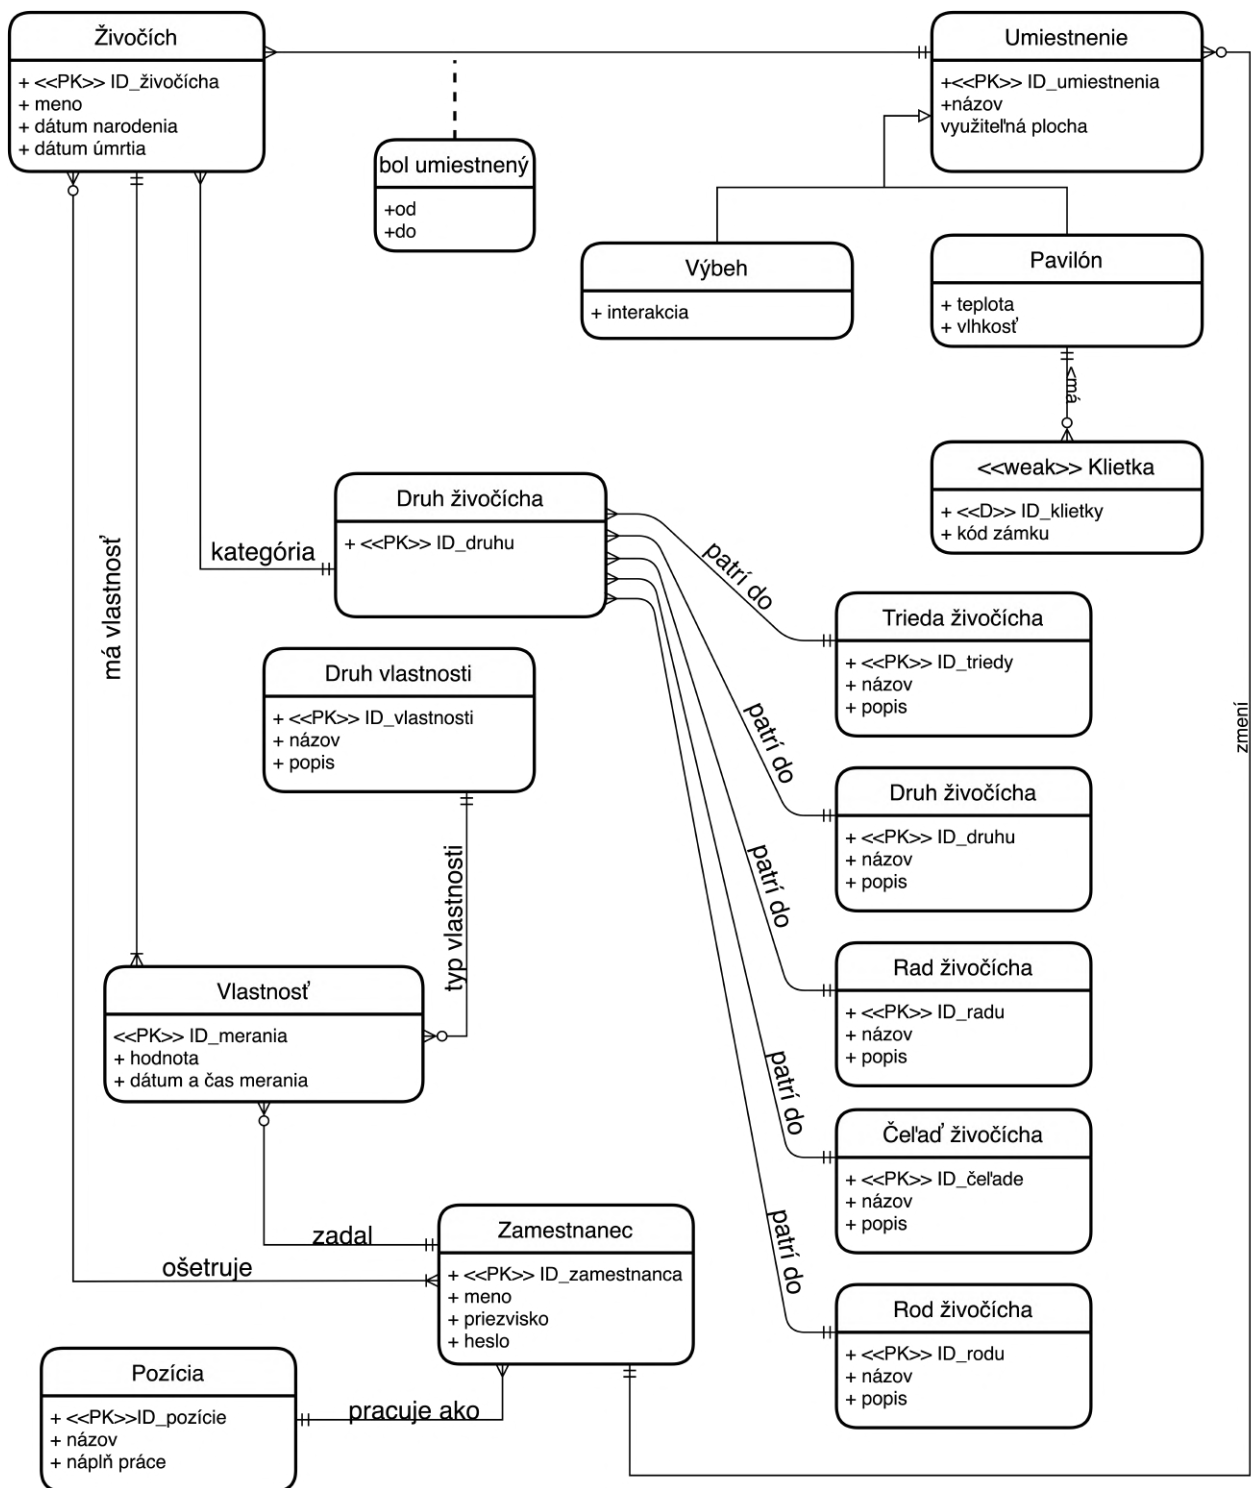 Živočích
+ <<PK>> ID_živočícha
+ meno
+ dátum narodenia
+ dátum úmrtia
Umiestnenie
+<<PK>> ID_umiestnenia
+názov
využiteľná plocha
bol umiestnený
+od
+do
Výbeh
+ interakcia
Pavilón
+ teplota
+ vlhkosť
<má
<<weak>> Klietka
+ <<D>> ID_klietky
+ kód zámku
Druh živočícha
+ <<PK>> ID_druhu
kategória
má vlastnosť
patrí do
Trieda živočícha
+ <<PK>> ID_triedy
+ názov
+ popis
Druh vlastnosti
+ <<PK>> ID_vlastnosti
+ názov
+ popis
zmení
patrí do
Druh živočícha
+ <<PK>> ID_druhu
+ názov
+ popis
typ vlastnosti
patrí do
Rad živočícha
+ <<PK>> ID_radu
+ názov
+ popis
Vlastnosť
<<PK>> ID_merania
+ hodnota
+ dátum a čas merania
patrí do
Čeľaď živočícha
+ <<PK>> ID_čeľade
+ názov
+ popis
zadal
ošetruje
Zamestnanec
+ <<PK>> ID_zamestnanca
+ meno
+ priezvisko
+ heslo
patrí do
Rod živočícha
+ <<PK>> ID_rodu
+ názov
+ popis
Pozícia
+ <<PK>>ID_pozície
+ názov
+ náplň práce
pracuje ako